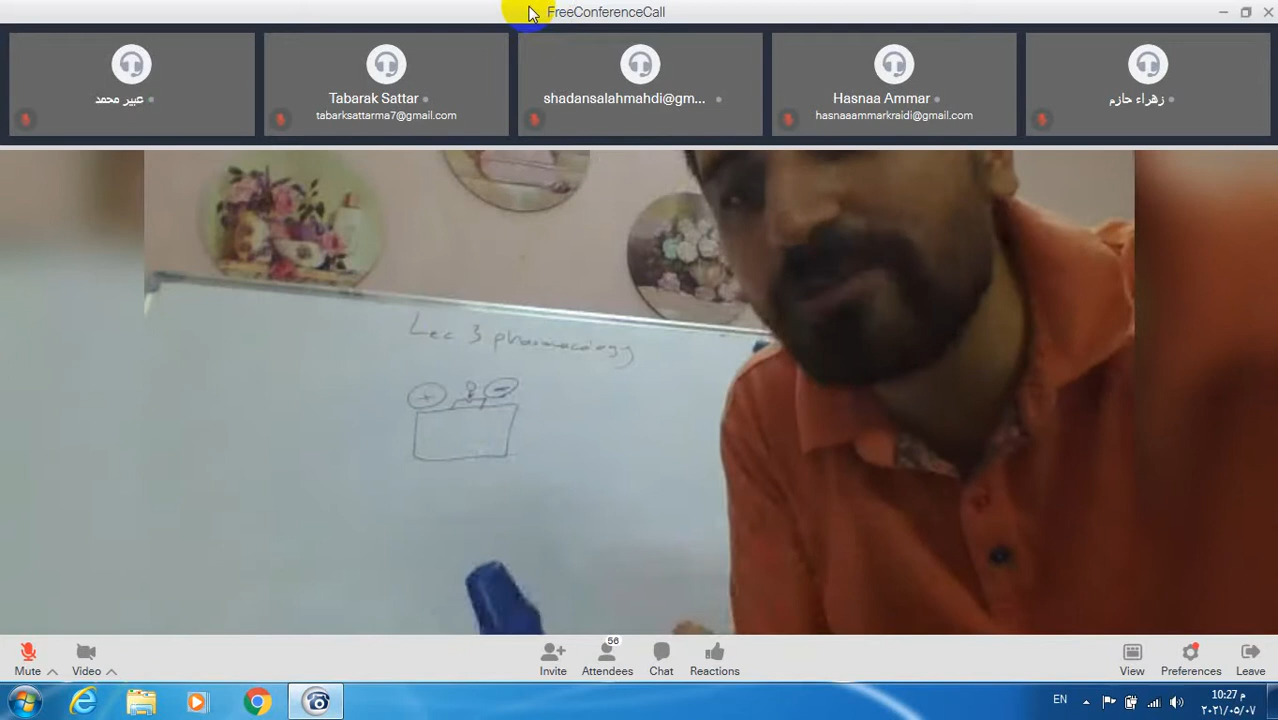 FreeConferenceCall
عبير محمد
Tabarak Sattar
tabarksattarma7@gmail.com
shadansalahmahdi@gm...
Hasnaa Ammar
hasnaaammarkraidi@gmail.com
زهراء حازم
Lec 3 pharmacology
+ -
Mute
Video
Invite
56
Attendees
Chat
Reactions
View
Preferences
Leave
EN
10:27 م
٢٠٢١/٠٥/٠٧